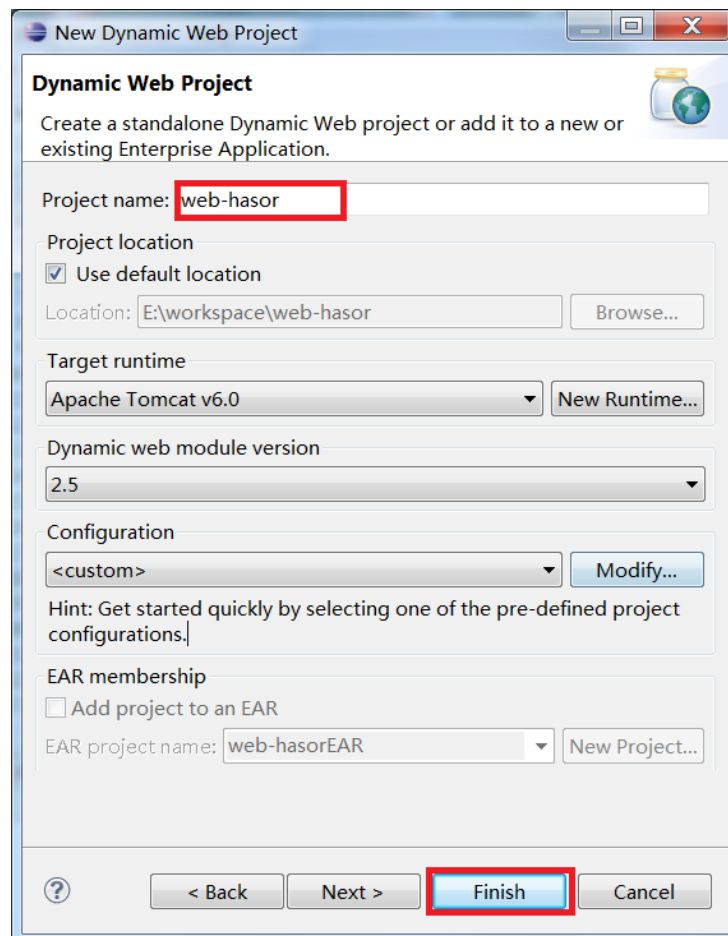 New Dynamic Web Project
Dynamic Web Project
Create a standalone Dynamic Web project or add it to a new or
existing Enterprise Application.
Project name: web-hasor
Project location
Use default location
Location: E:\workspace\web-hasor Browse...
Target runtime
Apache Tomcat v6.0 New Runtime...
Dynamic web module version
2.5
Configuration
<custom> Modify...
Hint: Get started quickly by selecting one of the pre-defined project
configurations.
EAR membership
Add project to an EAR
EAR project name: web-hasorEAR New Project...
? < Back Next > Finish Cancel